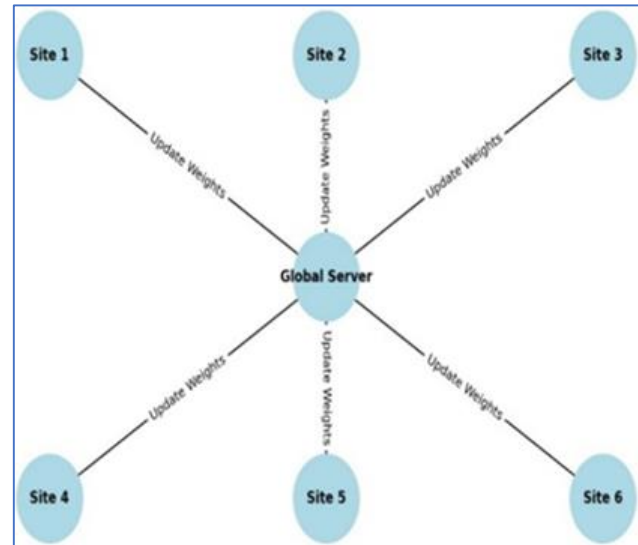 Site 1
Site 2
Site 3
Update Weights
Update Weights
Update Weights
Global Server
Update Weights
Update Weights
Update Weights
Site 4
Site 5
Site 6